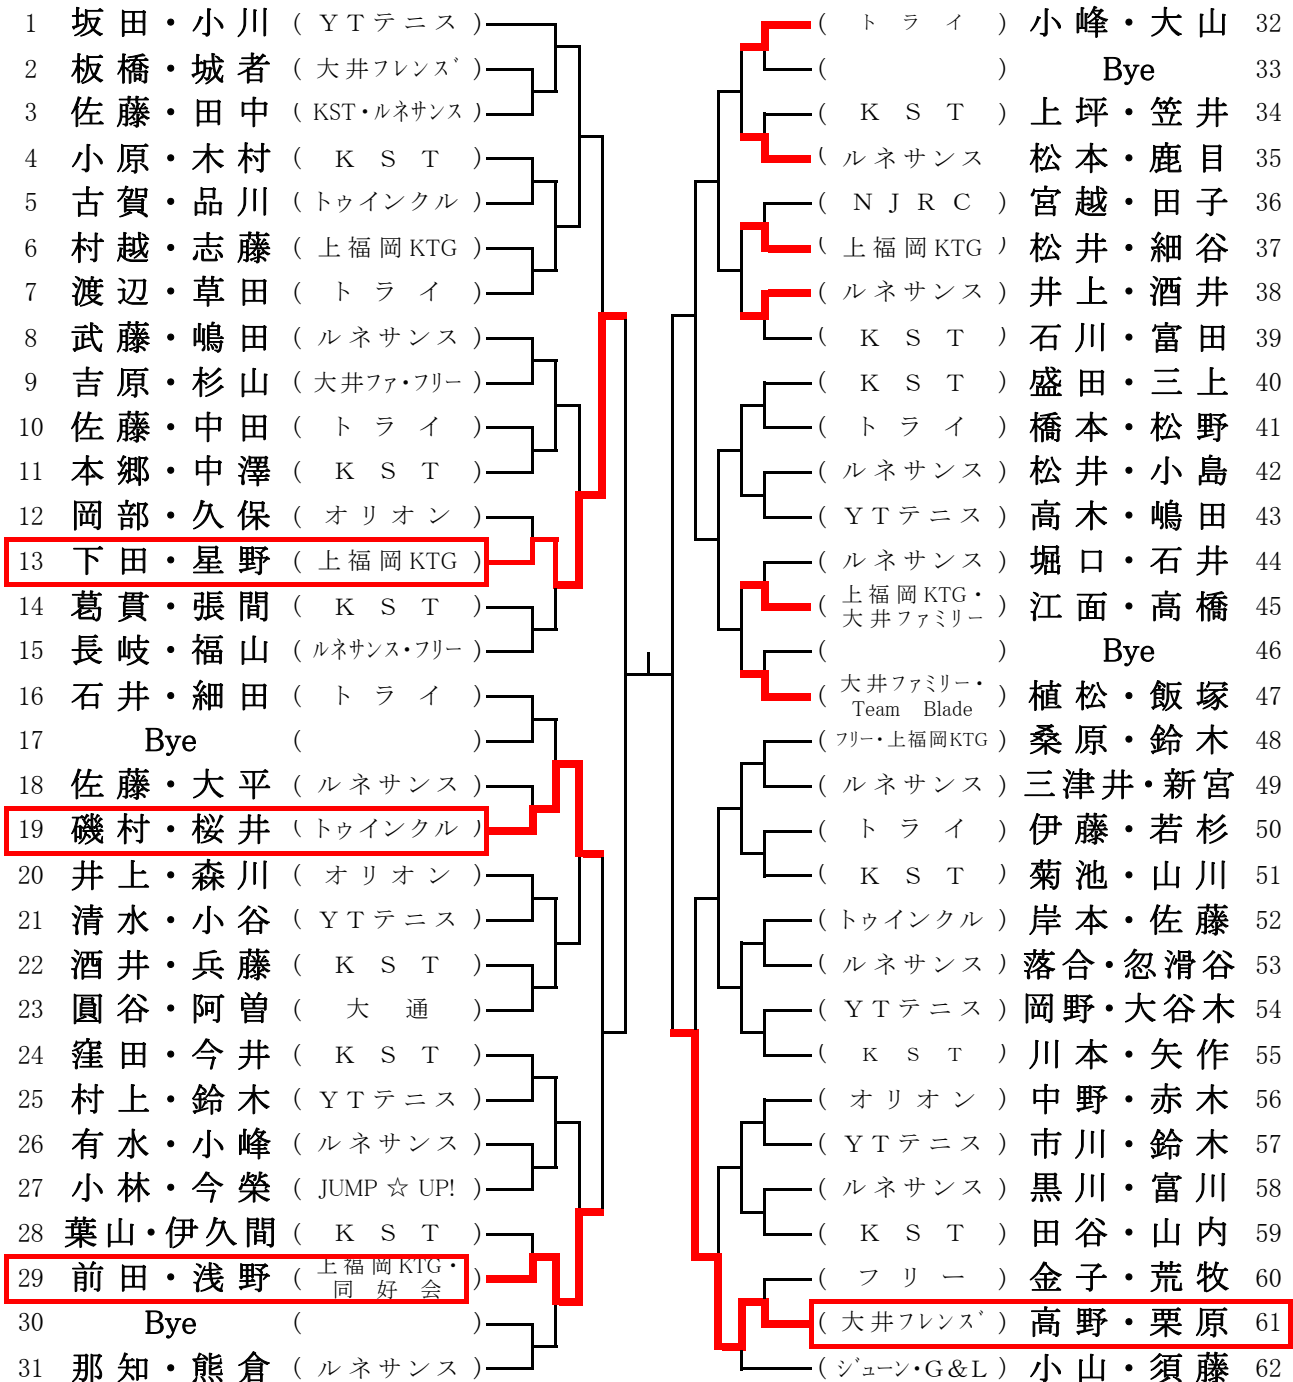 1 坂田・小川 (YTテニス)
2 板橋・城者 (大井フレンズ)
3 佐藤・田中 (KST・ルネサンス)
4 小原・木村 (KST)
5 古賀・品川 (トゥインクル)
6 村越・志藤 (上福岡KTG)
7 渡辺・草田 (トライ)
8 武藤・嶋田 (ルネサンス)
9 吉原・杉山 (大井ファ・フリー)
10 佐藤・中田 (トライ)
11 本郷・中澤 (KST)
12 岡部・久保 (オリオン)
13 下田・星野 (上福岡KTG)
14 葛貫・張間 (KST)
15 長岐・福山 (ルネサンス・フリー)
16 石井・細田 (トライ)
17 Bye ( )
18 佐藤・大平 (ルネサンス)
19 磯村・桜井 (トゥインクル)
20 井上・森川 (オリオン)
21 清水・小谷 (YTテニス)
22 酒井・兵藤 (KST)
23 圓谷・阿曽 (大通)
24 窪田・今井 (KST)
25 村上・鈴木 (YTテニス)
26 有水・小峰 (ルネサンス)
27 小林・今榮 (JUMP☆UP!)
28 葉山・伊久間 (KST)
29 前田・浅野 (上福岡KTG・
同好会)
30 Bye ( )
31 那知・熊倉 (ルネサンス)
(トライ) 小峰・大山 32
( ) Bye 33
(KST) 上坪・笠井 34
(ルネサンス 松本・鹿目 35
(NJRC) 宮越・田子 36
(上福岡KTG) 松井・細谷 37
(ルネサンス) 井上・酒井 38
(KST) 石川・富田 39
(KST) 盛田・三上 40
(トライ) 橋本・松野 41
(ルネサンス) 松井・小島 42
(YTテニス) 高木・嶋田 43
(ルネサンス) 堀口・石井 44
(上福岡KTG・
大井ファミリー) 江面・高橋 45
( ) Bye 46
(大井ファミリー・
Team Blade) 植松・飯塚 47
(フリー・上福岡KTG) 桑原・鈴木 48
(ルネサンス) 三津井・新宮 49
(トライ) 伊藤・若杉 50
(KST) 菊池・山川 51
(トゥインクル) 岸本・佐藤 52
(ルネサンス) 落合・忽滑谷 53
(YTテニス) 岡野・大谷木 54
(KST) 川本・矢作 55
(オリオン) 中野・赤木 56
(YTテニス) 市川・鈴木 57
(ルネサンス) 黒川・富川 58
(KST) 田谷・山内 59
(フリー) 金子・荒牧 60
(大井フレンズ) 高野・栗原 61
(ジューン・G&L) 小山・須藤 62